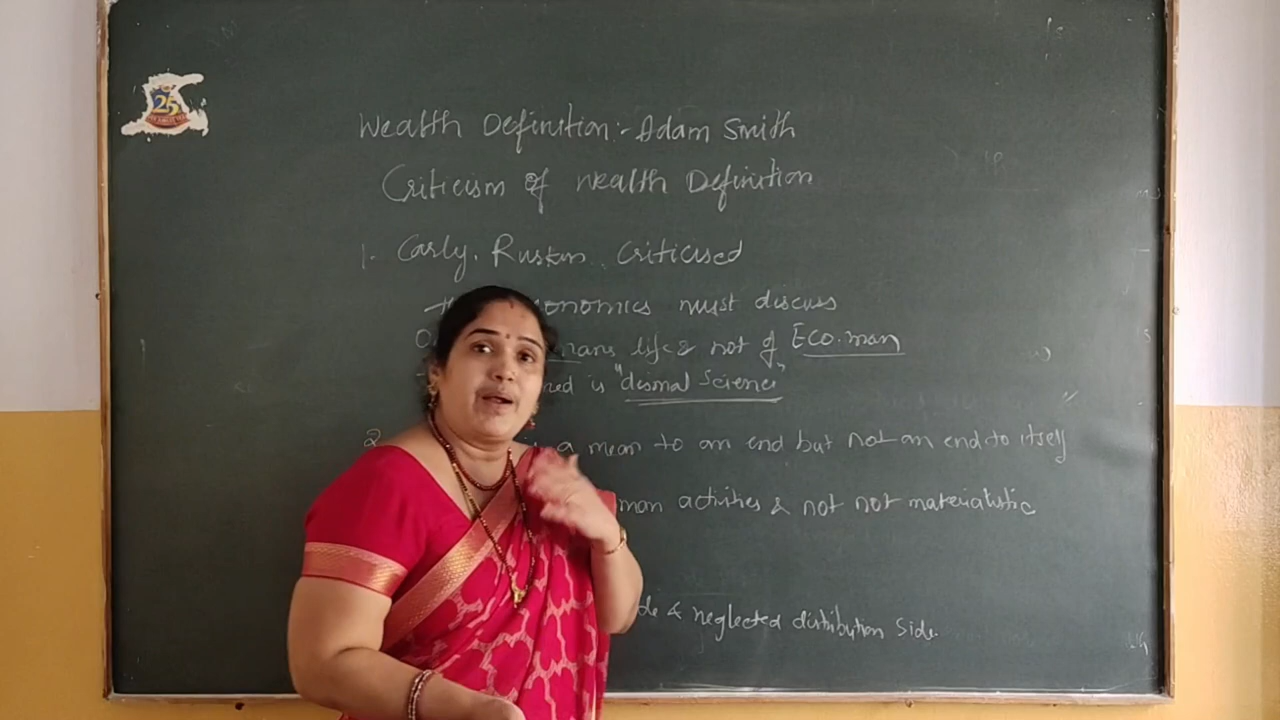 25
Wealth Definition:- Adam Smith
Criticism of Wealth Definition
1. Carly, Ruskin, Criticised
economics must discuss
mans life & not of Eco. man
is "dismal Science"
2
a mean to an end but not an end to itself
man activities & not not materialistic
& neglected distribution side.